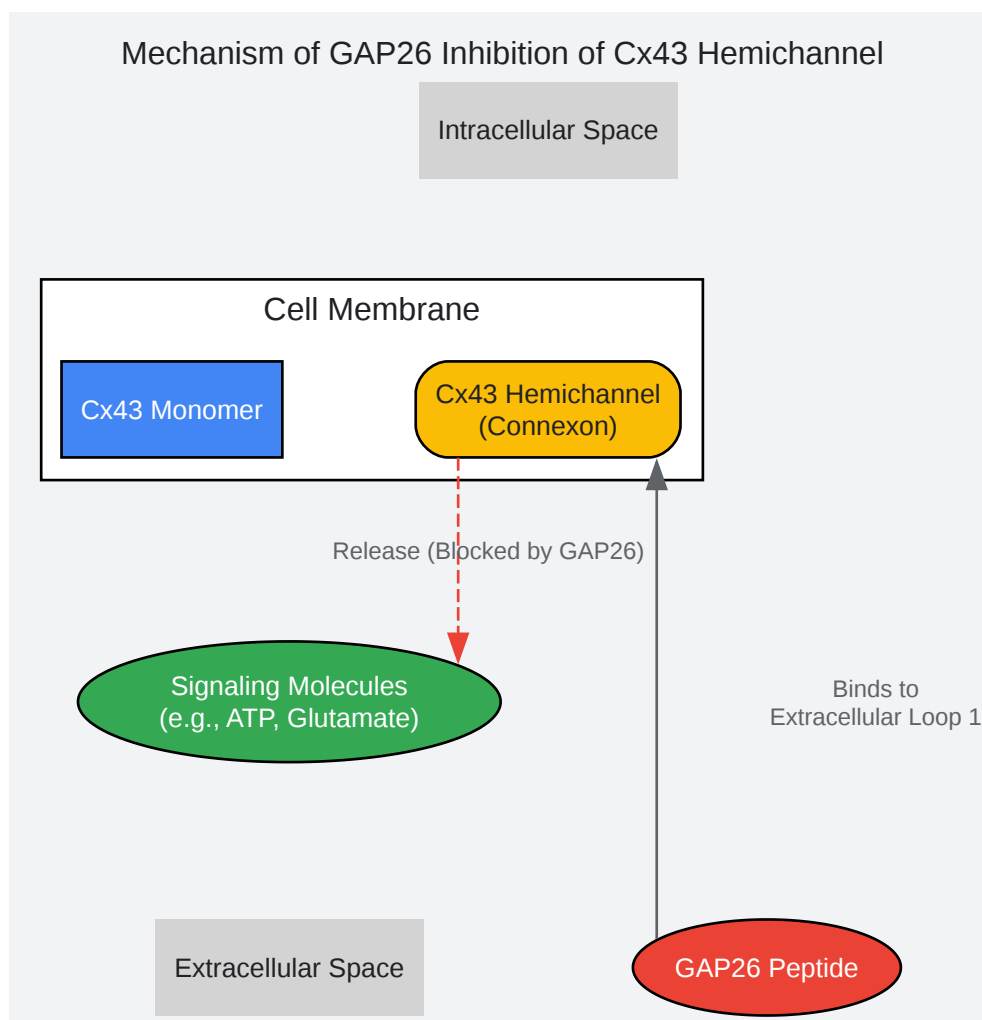 Mechanism of GAP26 Inhibition of Cx43 Hemichannel
Intracellular Space
Cell Membrane
Cx43 Monomer
Cx43 Hemichannel
(Connexon)
Release (Blocked by GAP26)
Signaling Molecules
(e.g., ATP, Glutamate)
Binds to
Extracellular Loop 1
Extracellular Space
GAP26 Peptide